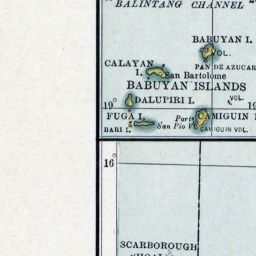 BALINTANG CHANNEL
BABUYAN I.
VOL.
CALAYAN I.
PAN DE AZUCAR
San Bartolome
BABUYAN ISLANDS
DALUPIRI I.
VOL.
19°
19
FUGA I.
CAMIGUIN I
Port
BARI I.
San Pio V
CAMIGUIN VOL.
16°
SCARBOROUGH
SHOAL